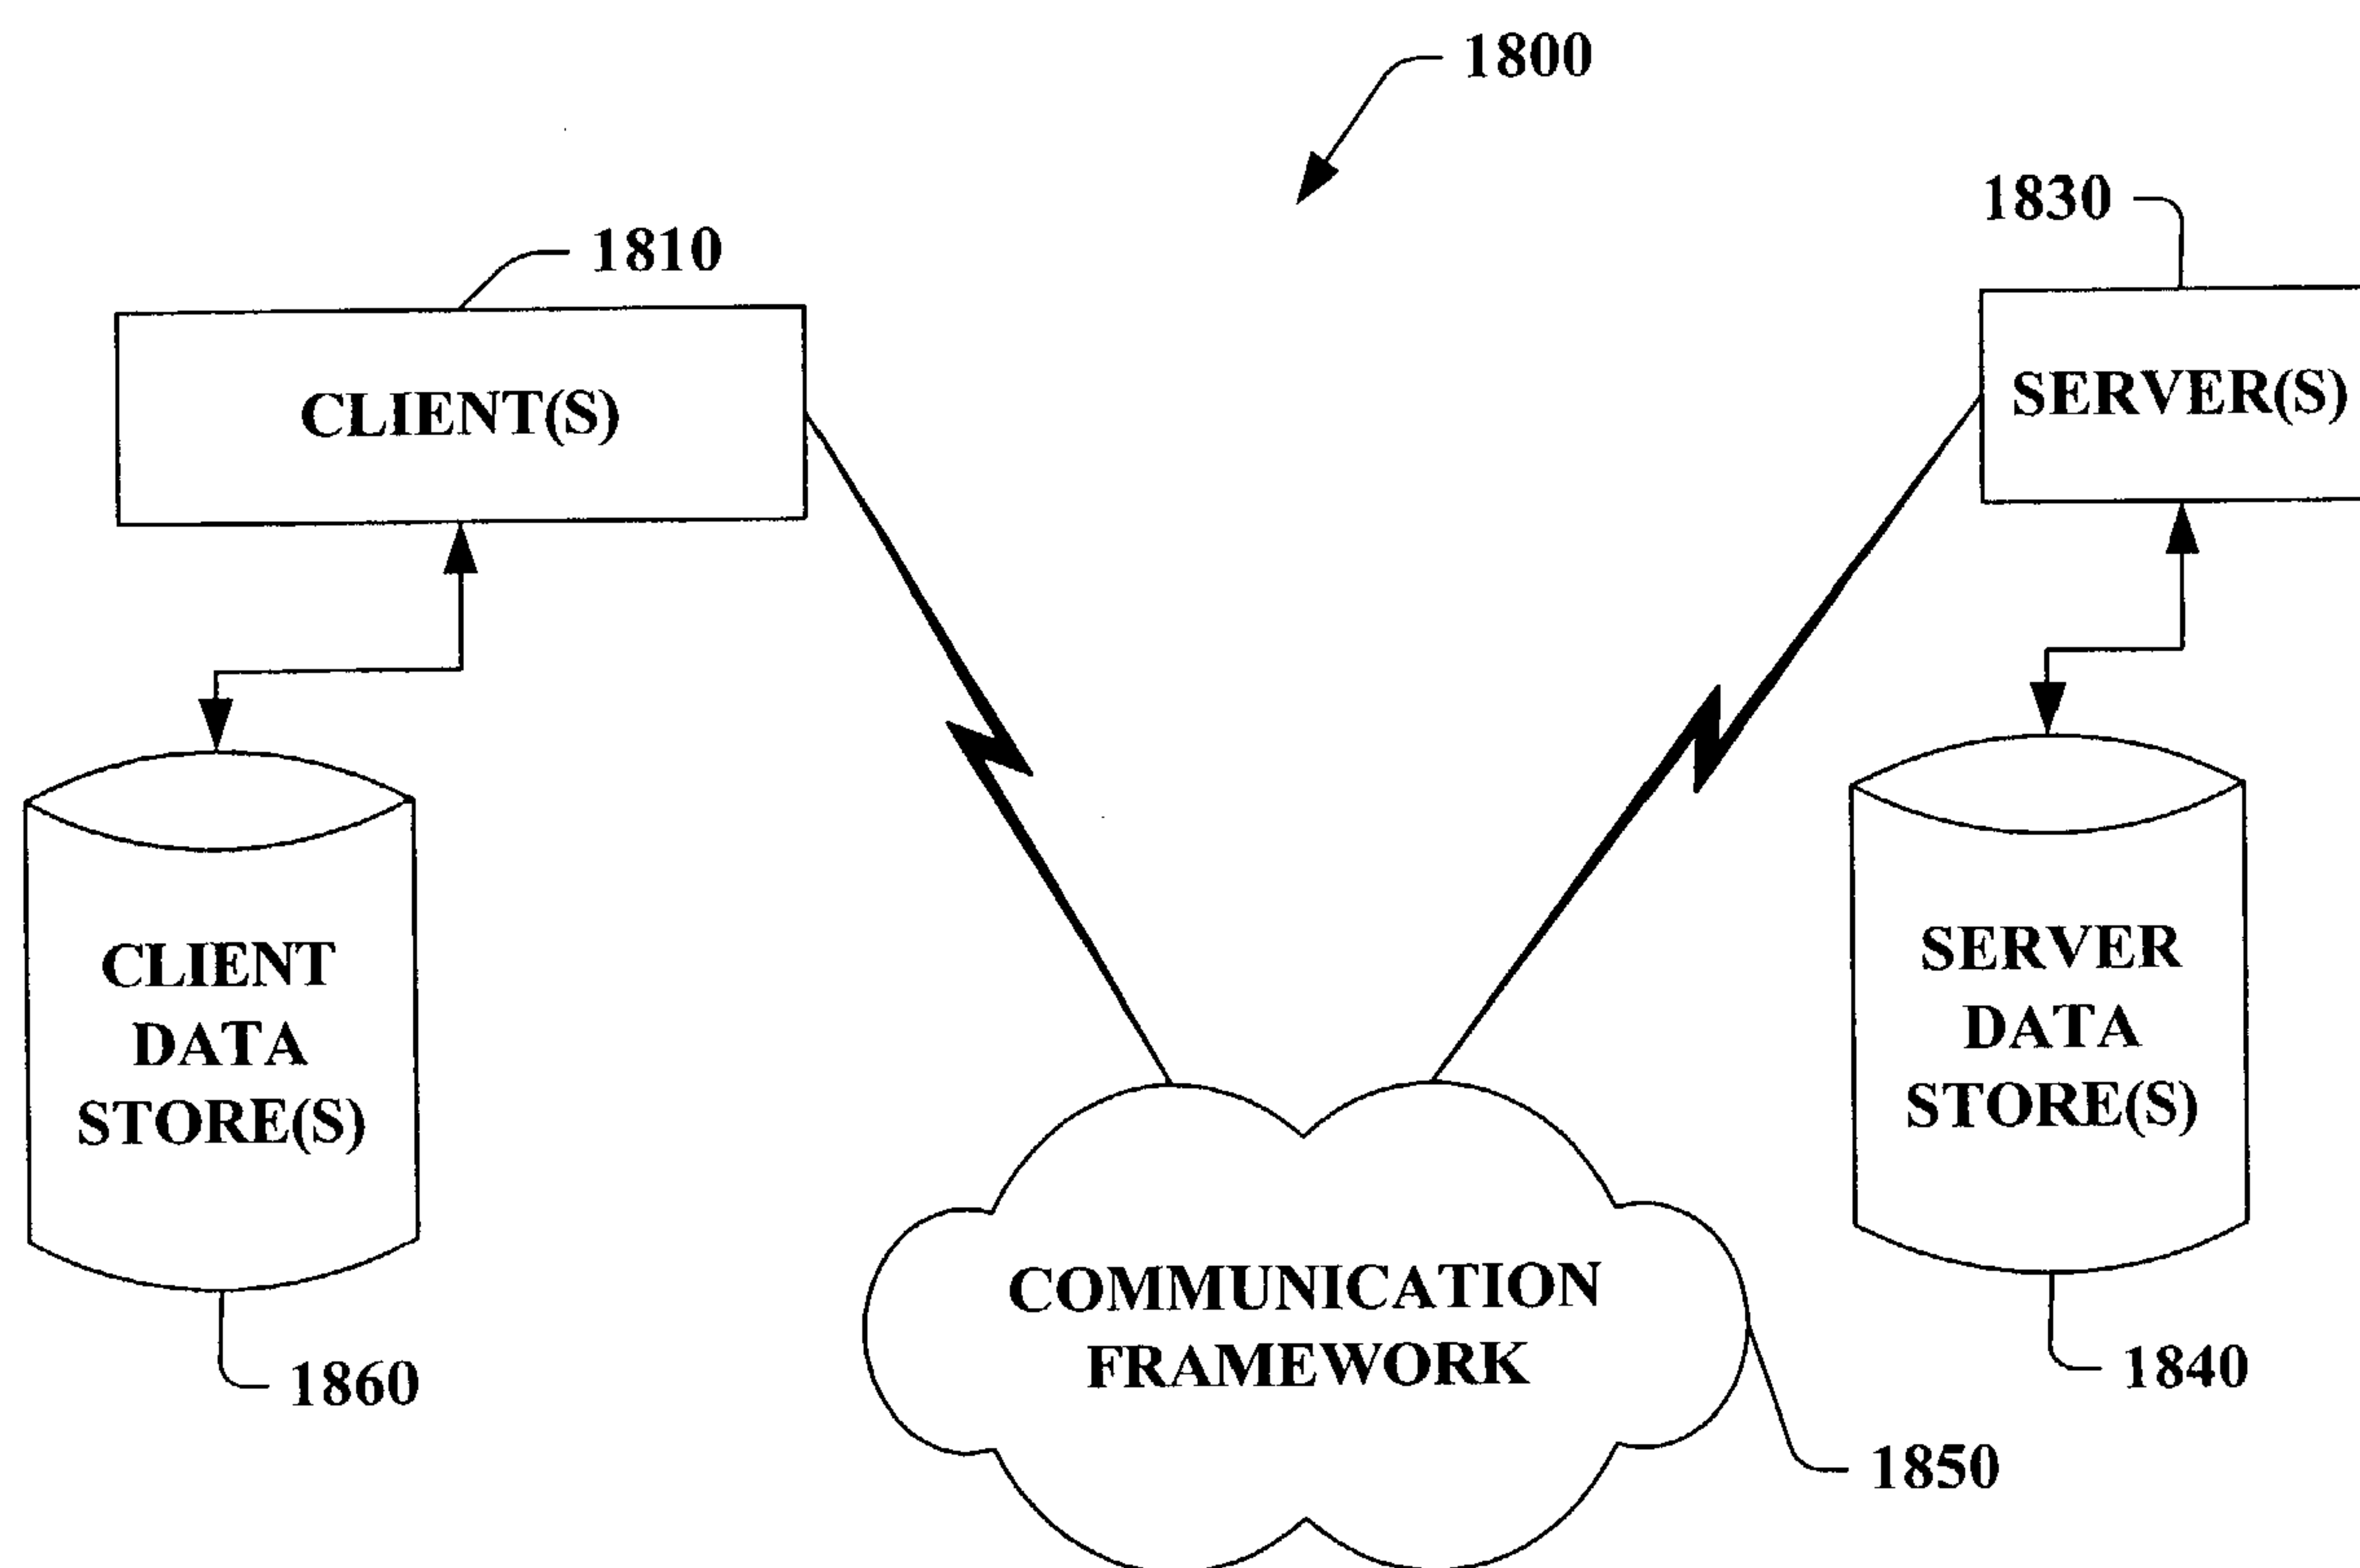 1800
1810
1830
CLIENT(S)
SERVER(S)
CLIENT
DATA
STORE(S)
SERVER
DATA
STORE(S)
COMMUNICATION
FRAMEWORK
1860
1840
1850